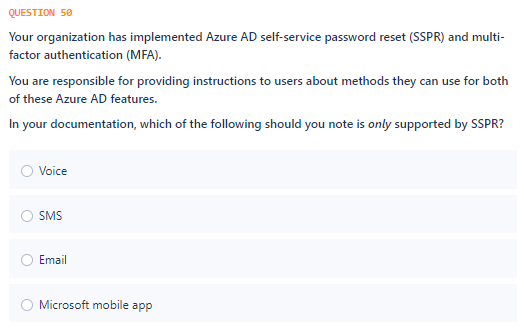 QUESTION 50
Your organization has implemented Azure AD self-service password reset (SSPR) and multi-
factor authentication (MFA).
You are responsible for providing instructions to users about methods they can use for both
of these Azure AD features.
In your documentation, which of the following should you note is only supported by SSPR?
Voice
SMS
Email
Microsoft mobile app